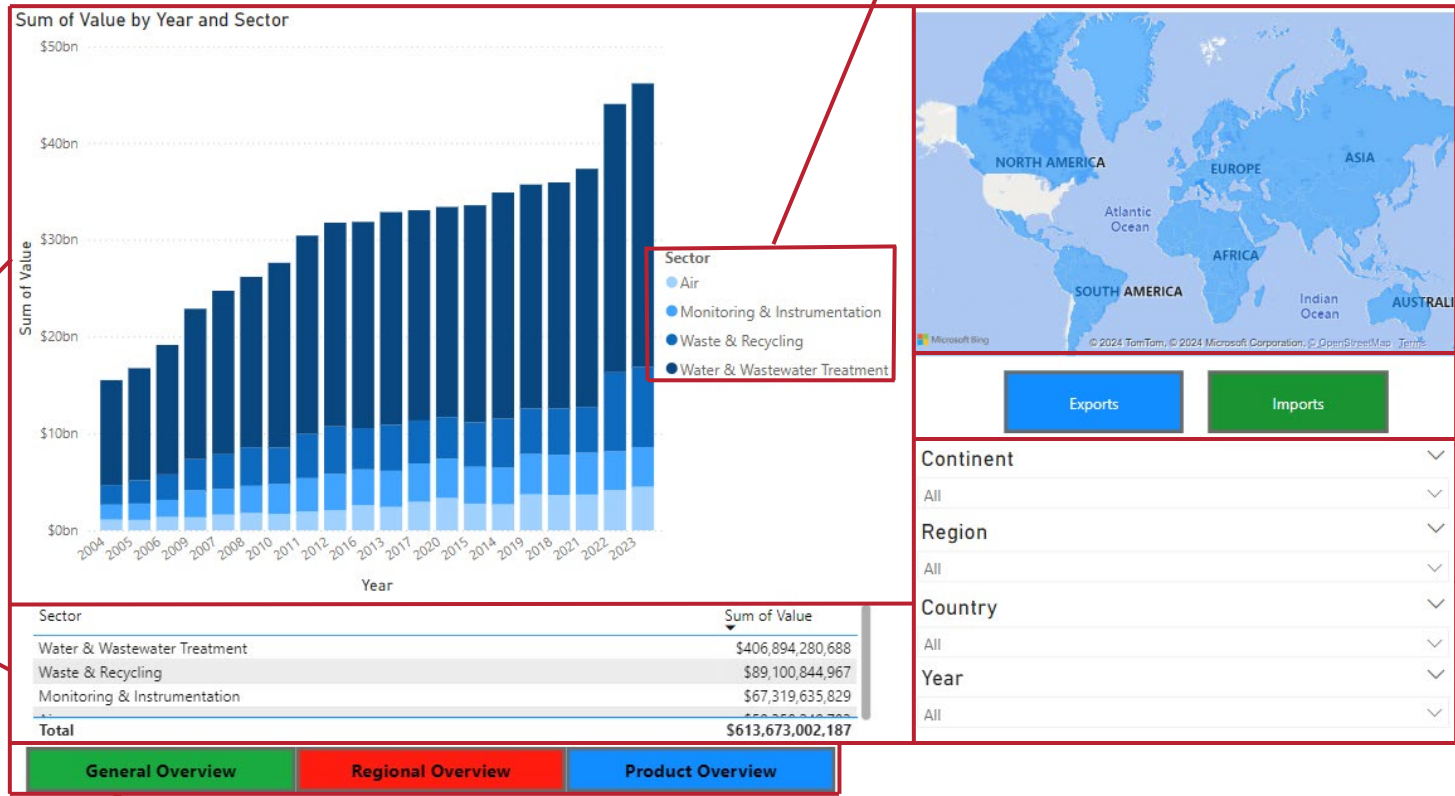 Sum of Value by Year and Sector
$50bn
$40bn
$30bn
$20bn
$10bn
$0bn
Sum of Value
2004 2005 2006 2009 2007 2008 2010 2011 2012 2016 2013 2017 2020 2015 2014 2019 2018 2021 2022 2023
Year
Sector
Air
Monitoring & Instrumentation
Waste & Recycling
Water & Wastewater Treatment
NORTH AMERICA
EUROPE
ASIA
Atlantic
Ocean
AFRICA
SOUTH AMERICA
Indian
Ocean
AUSTRALI
Microsoft Bing
© 2024 TomTom, © 2024 Microsoft Corporation, © OpenStreetMap Terms
Exports
Imports
Continent
All
Region
All
Country
All
Year
All
Sector Sum of Value
Water & Wastewater Treatment $406,894,280,688
Waste & Recycling $89,100,844,967
Monitoring & Instrumentation $67,319,635,829
Total $613,673,002,187
General Overview
Regional Overview
Product Overview